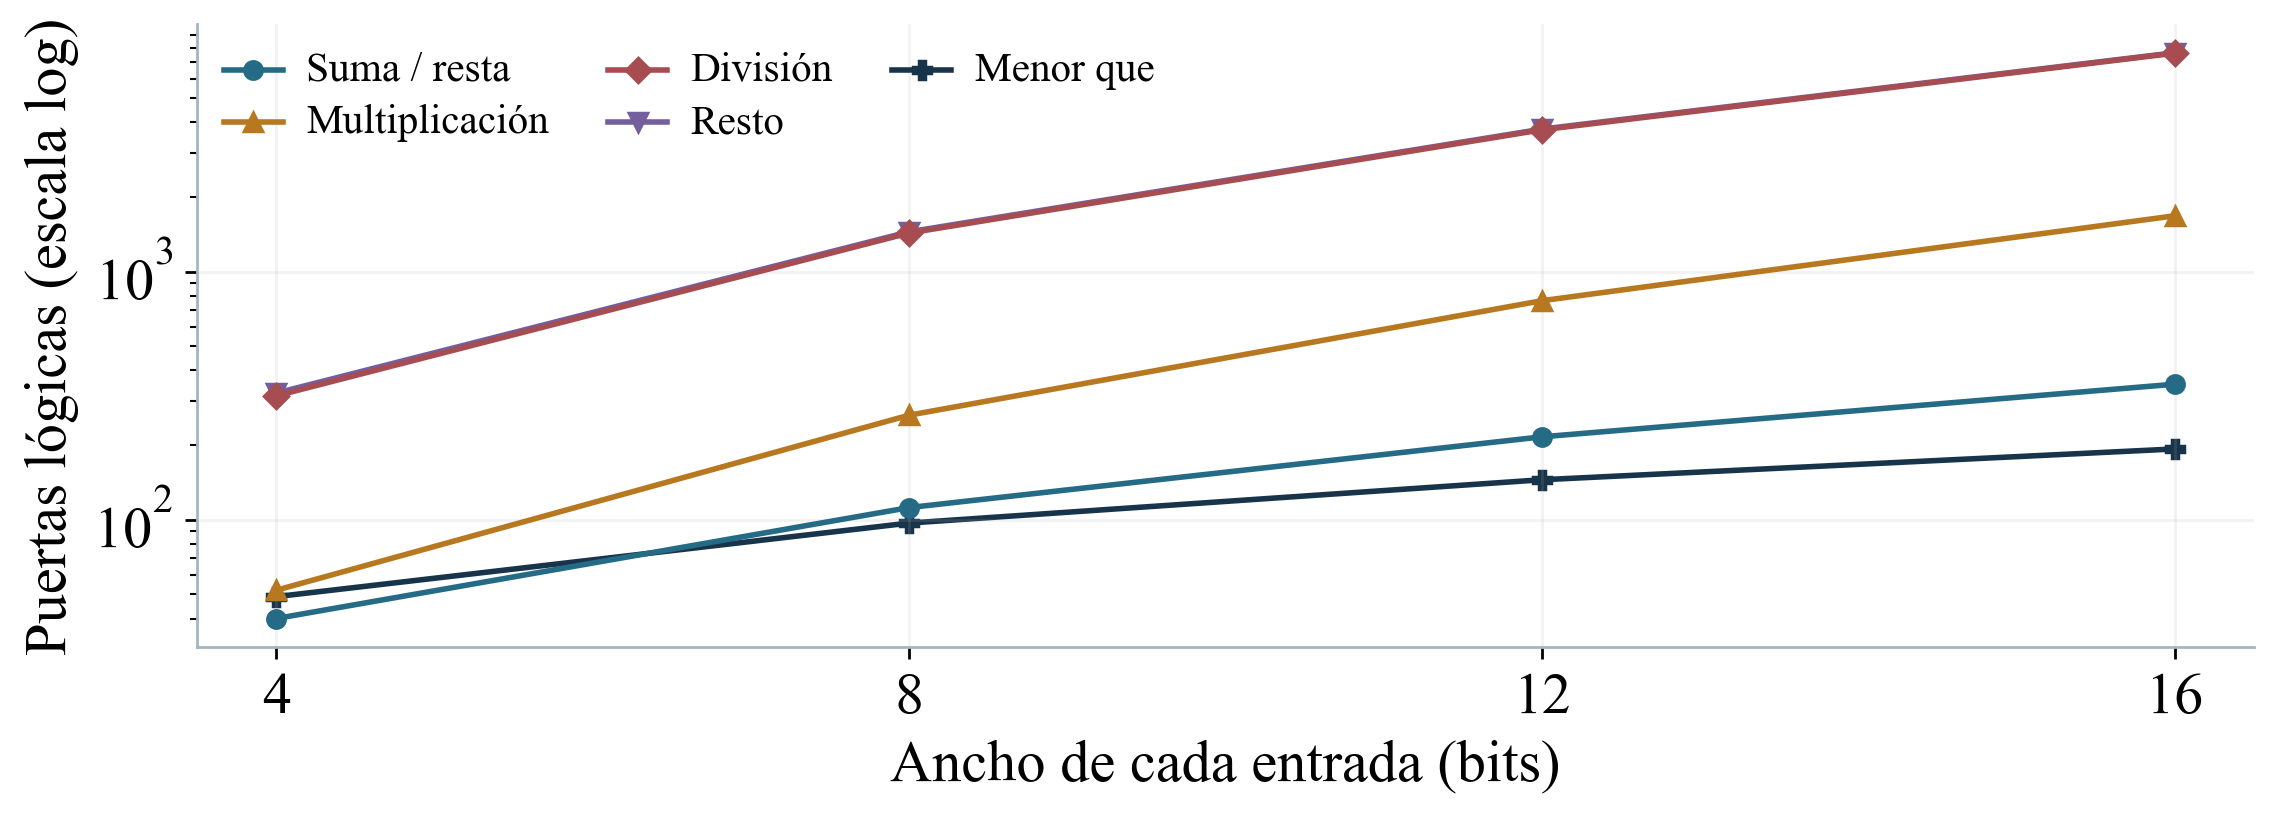 Puertas lógicas (escala log)
Suma / resta
Multiplicación
División
Resto
Menor que
10^3
10^2
4 8 12 16
Ancho de cada entrada (bits)